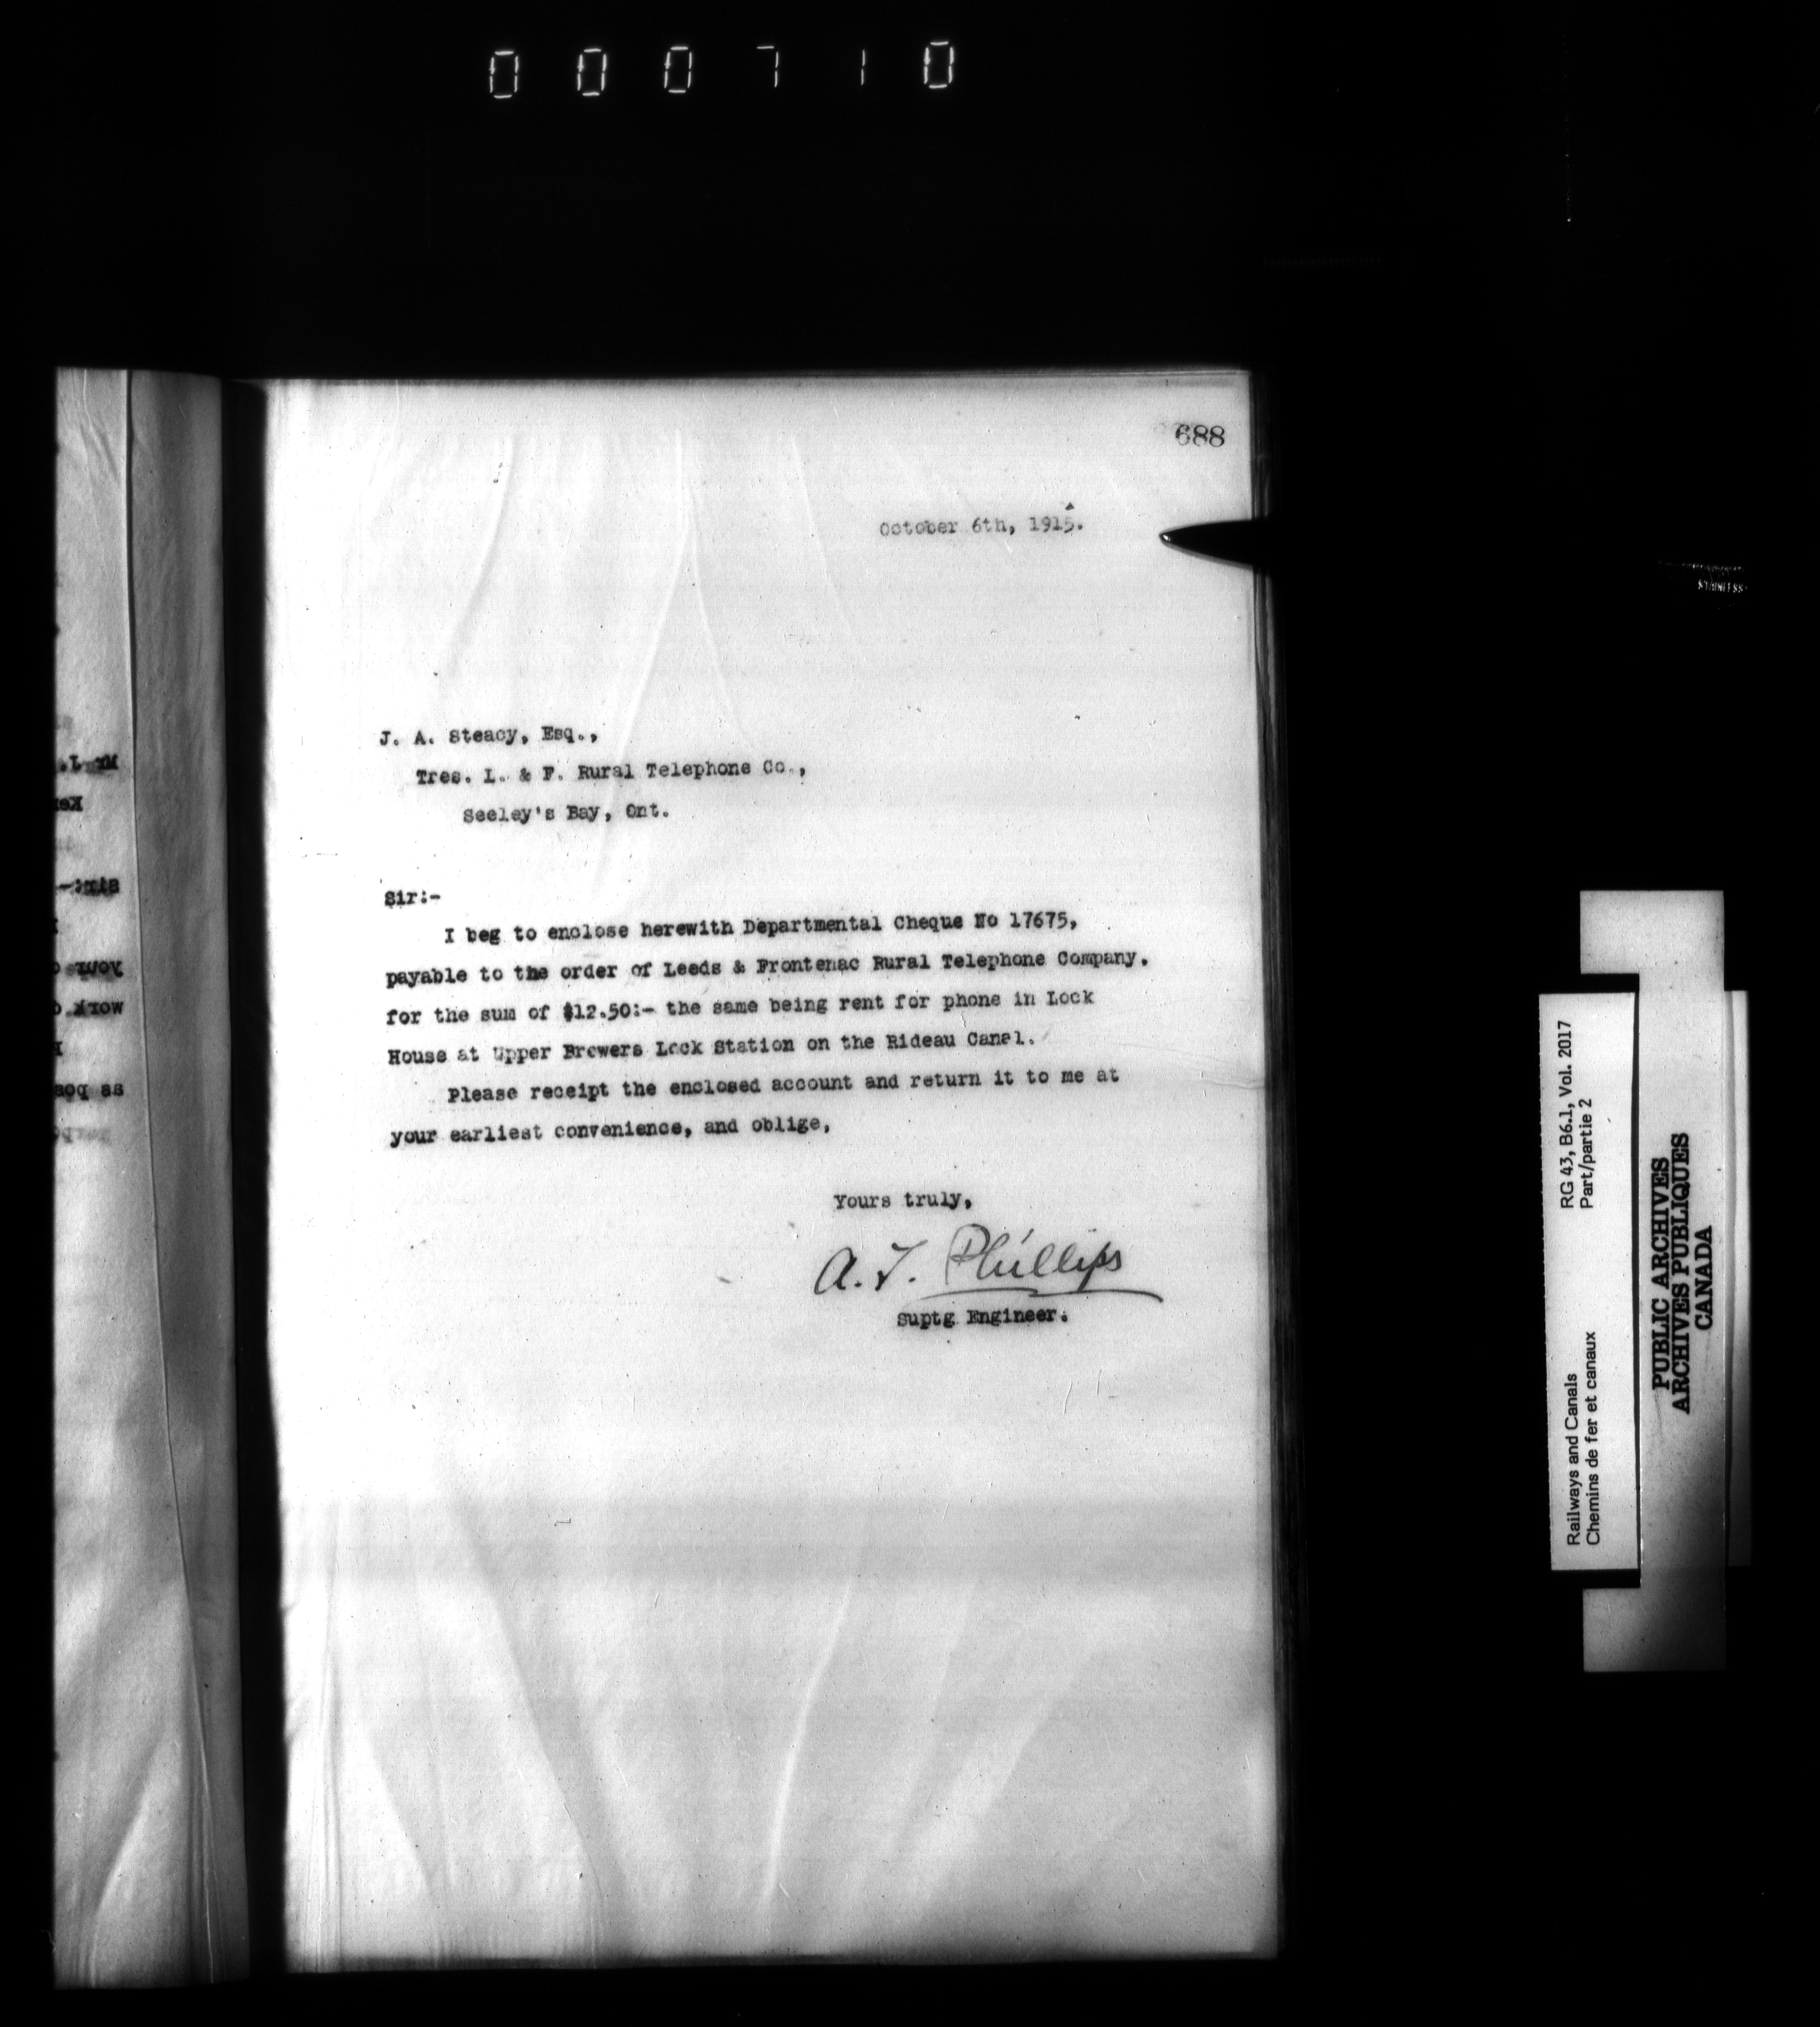 000710
688
October 6th, 1915.
J. A. Steacy, Esq.,
Tres. L. & F. Rural Telephone Co.,
Seeley's Bay, Ont.
Sir:-
I beg to enclose herewith Departmental Cheque No 17675,
payable to the order of Leeds & Frontenac Rural Telephone Company.
for the sum of $12.50:- the same being rent for phone in Lock
House at Upper Brewers Lock Station on the Rideau Canal.
Please receipt the enclosed account and return it to me at
your earliest convenience, and oblige,
Yours truly,
A. T. Phillips
Suptg Engineer.
STAINLESS
RG 43, B6.1, Vol. 2017
Part/partie 2
Railways and Canals
Chemins de fer et canaux
PUBLIC ARCHIVES
ARCHIVES PUBLIQUES
CANADA